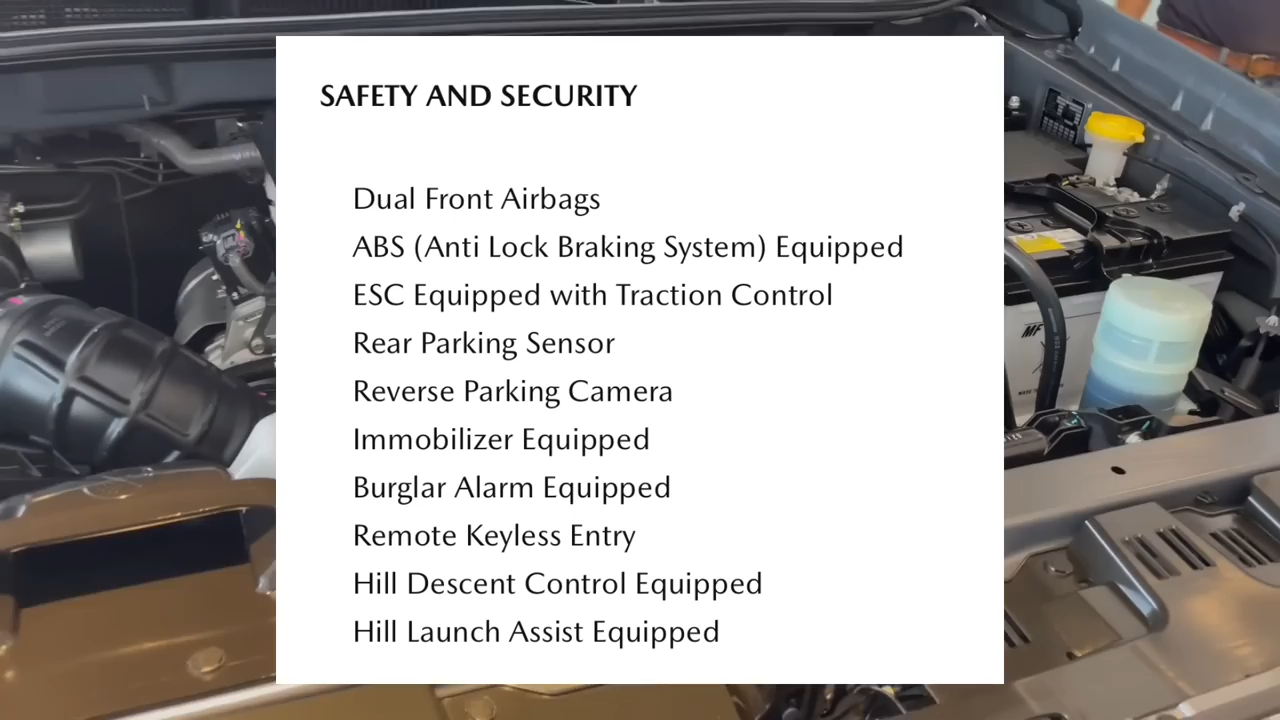 SAFETY AND SECURITY
Dual Front Airbags
ABS (Anti Lock Braking System) Equipped
ESC Equipped with Traction Control
Rear Parking Sensor
Reverse Parking Camera
Immobilizer Equipped
Burglar Alarm Equipped
Remote Keyless Entry
Hill Descent Control Equipped
Hill Launch Assist Equipped
MF